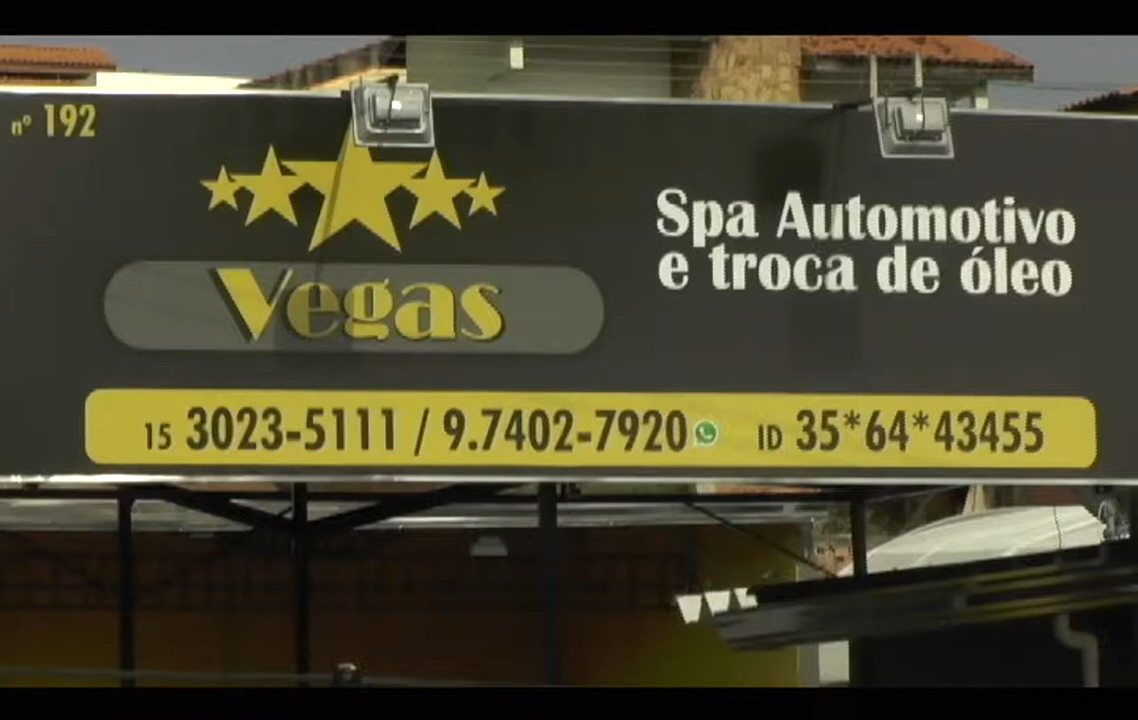 nº 192
Vegas
Spa Automotivo
e troca de óleo
15 3023-5111 / 9.7402-7920 ID 35*64*43455